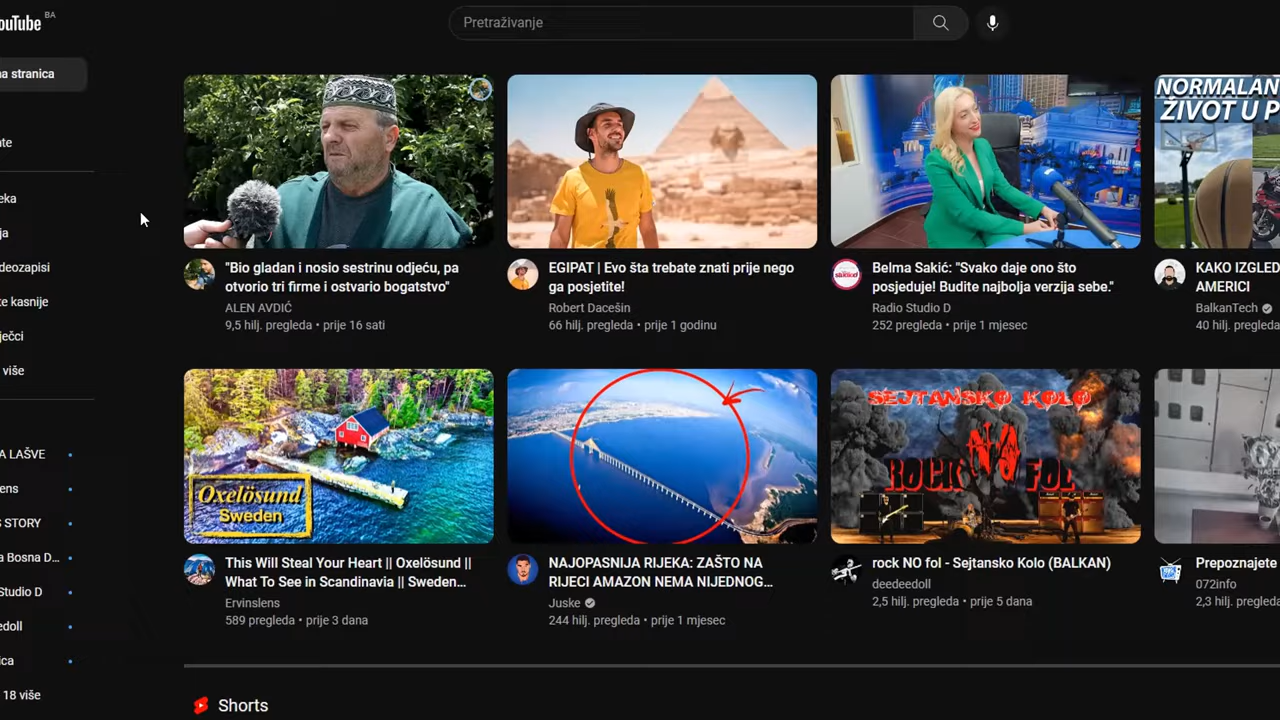 ouTube BA
Pretraživanje
na stranica
ate
eka
ja
deozapisi
te kasnije
ječci
više
A LAŠVE
ens
S STORY
a Bosna D...
Studio D
edoll
ica
18 više
NORMALAN
ŽIVOT U P
"Bio gladan i nosio sestrinu odjeću, pa
otvorio tri firme i ostvario bogatstvo"
ALEN AVDIĆ
9,5 hilj. pregleda • prije 16 sati
EGIPAT | Evo šta trebate znati prije nego
ga posjetite!
Robert Dacešin
66 hilj. pregleda • prije 1 godinu
Belma Sakić: "Svako daje ono što
posjeduje! Budite najbolja verzija sebe."
Radio Studio D
252 pregleda • prije 1 mjesec
KAKO IZGLED
AMERICI
BalkanTech
40 hilj. pregleda
Oxelösund
Sweden
SEJTANSKO KOLO
ROCK NO FOL
This Will Steal Your Heart || Oxelösund ||
What To See in Scandinavia || Sweden...
Ervinslens
589 pregleda • prije 3 dana
NAJOPASNIJA RIJEKA: ZAŠTO NA
RIJECI AMAZON NEMA NIJEDNOG...
Juske
244 hilj. pregleda • prije 1 mjesec
rock NO fol - Sejtansko Kolo (BALKAN)
deedeedoll
2,5 hilj. pregleda • prije 5 dana
Prepoznajete
072info
2,3 hilj. pregleda
Shorts